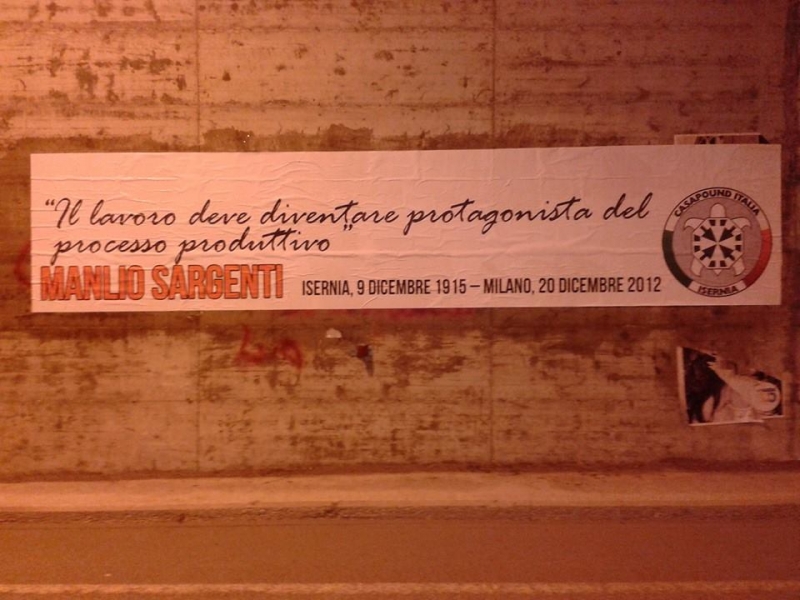 "Il lavoro deve diventare protagonista del
processo produttivo"
MANLIO SARGENTI
ISERNIA, 9 DICEMBRE 1915 – MILANO, 20 DICEMBRE 2012
CASAPOUND ITALIA
ISERNIA